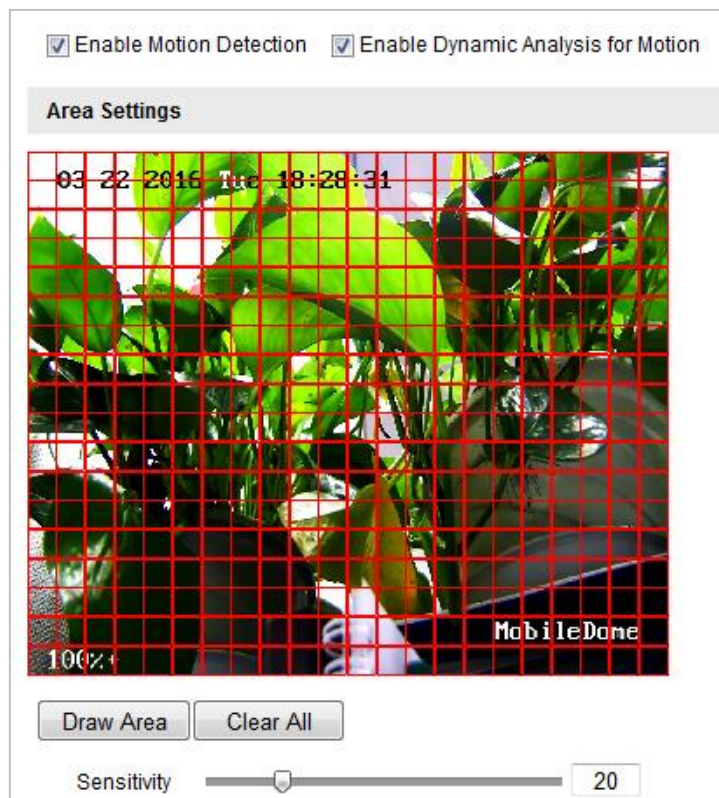 Enable Motion Detection Enable Dynamic Analysis for Motion
Area Settings
03 22 2016 Tue 18:28:31
MobileDome
100%+
Draw Area Clear All
Sensitivity 20